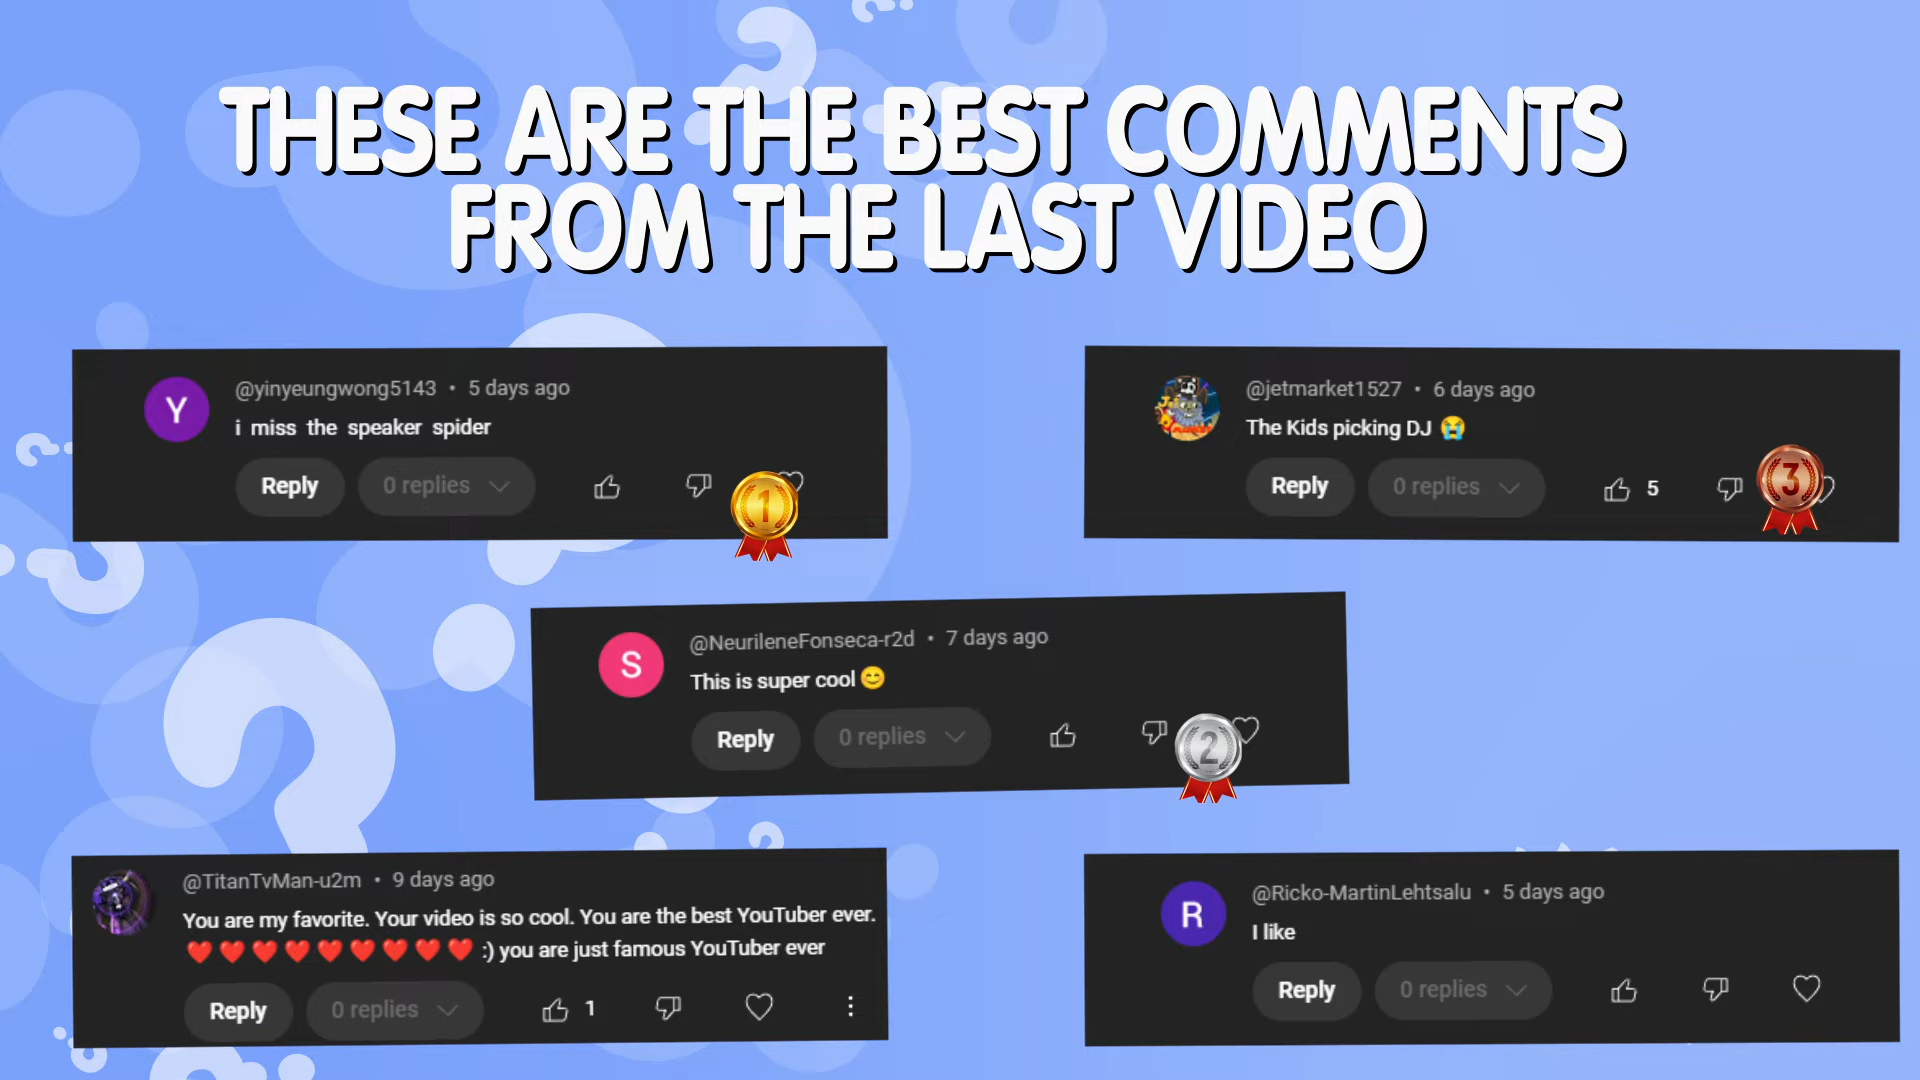 THESE ARE THE BEST COMMENTS
FROM THE LAST VIDEO
Y
@yinyeungwong5143 • 5 days ago
i miss the speaker spider
Reply
0 replies
1
@jetmarket1527 • 6 days ago
The Kids picking DJ 😭
Reply
0 replies
5
3
S
@NeurileneFonseca-r2d • 7 days ago
This is super cool 😊
Reply
0 replies
2
@TitanTvMan-u2m • 9 days ago
You are my favorite. Your video is so cool. You are the best YouTuber ever.
❤️❤️❤️❤️❤️❤️❤️❤️❤️ :) you are just famous YouTuber ever
Reply
0 replies
1
R
@Ricko-MartinLehtsalu • 5 days ago
I like
Reply
0 replies